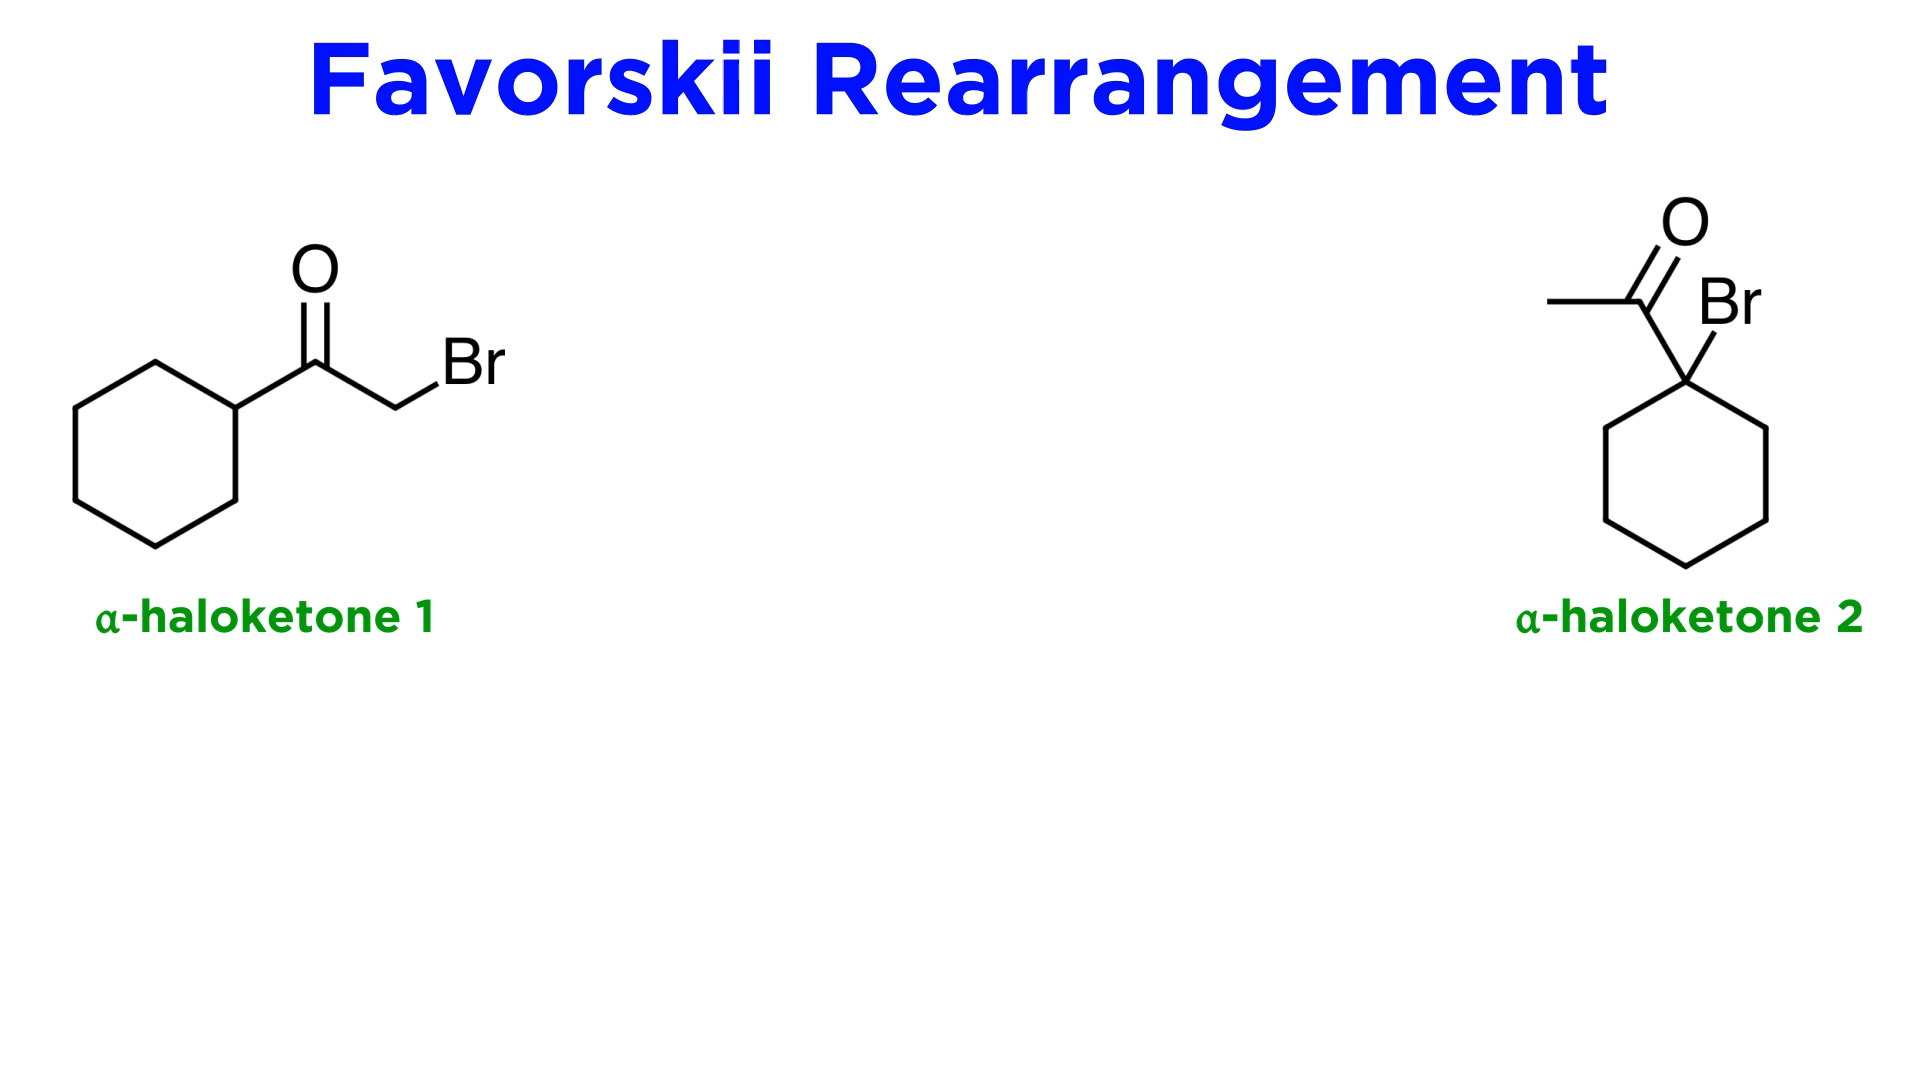 Favorskii Rearrangement
O
Br
α-haloketone 1
O
Br
α-haloketone 2